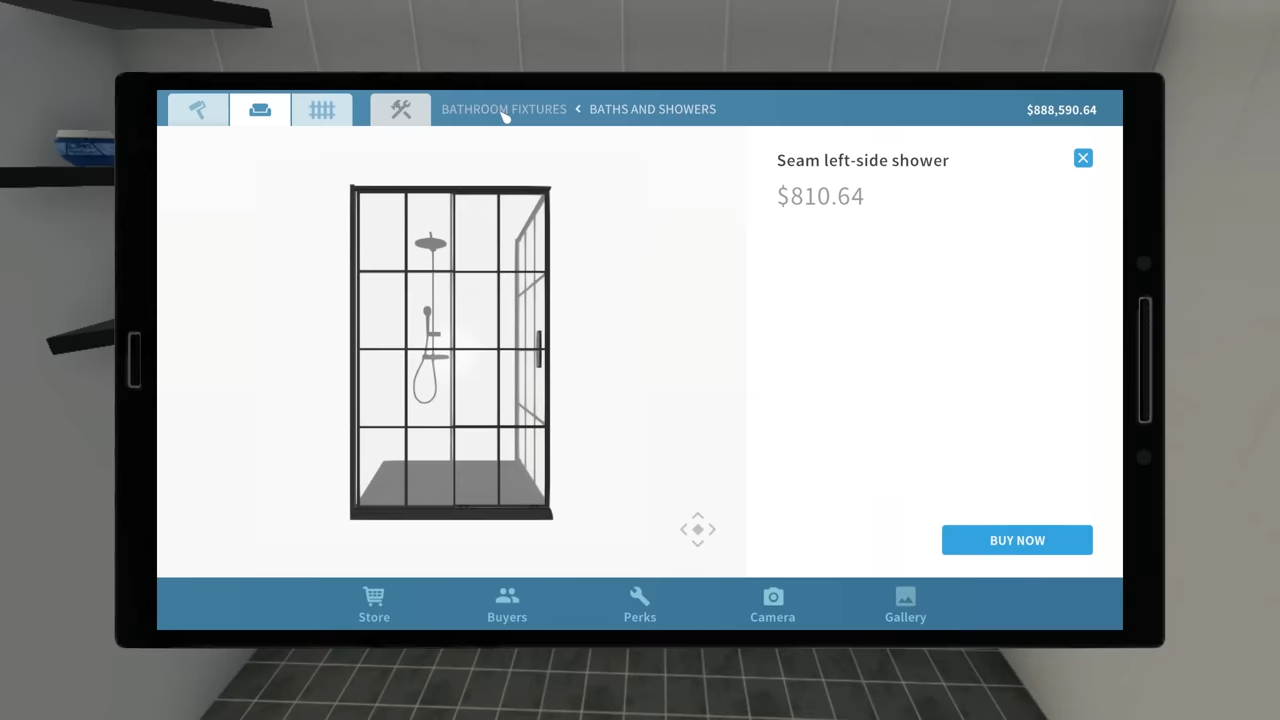 BATHROOM FIXTURES < BATHS AND SHOWERS
$888,590.64
Seam left-side shower
$810.64
BUY NOW
Store
Buyers
Perks
Camera
Gallery